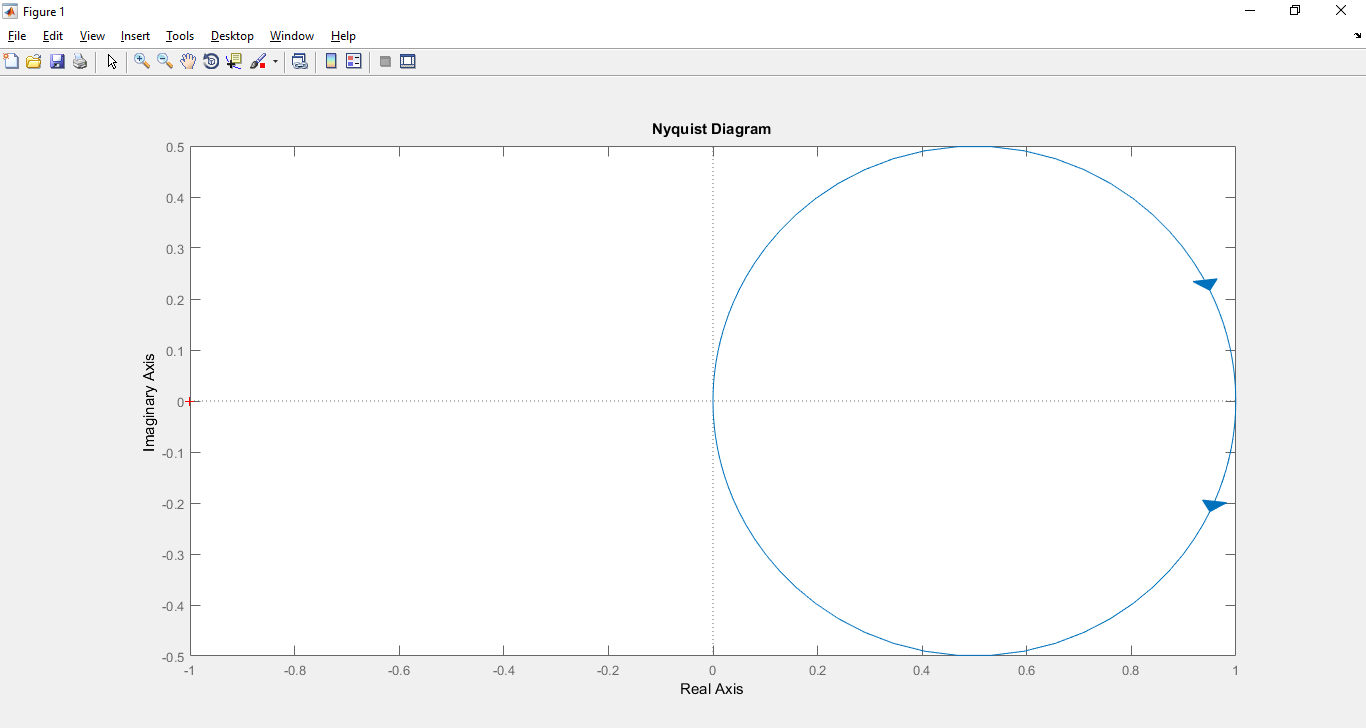 Figure 1
File Edit View Insert Tools Desktop Window Help
Nyquist Diagram
0.5
0.4
0.3
0.2
0.1
0
-0.1
-0.2
-0.3
-0.4
-0.5
Imaginary Axis
-1 -0.8 -0.6 -0.4 -0.2 0 0.2 0.4 0.6 0.8 1
Real Axis